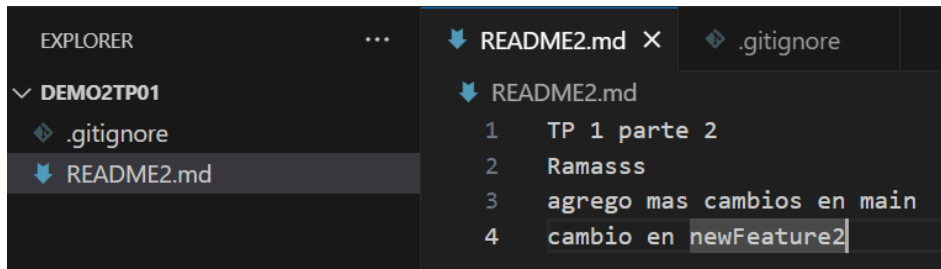 EXPLORER ...
DEMO2TP01
.gitignore
README2.md
README2.md .gitignore
README2.md
1 TP 1 parte 2
2 Ramasss
3 agrego mas cambios en main
4 cambio en newFeature2